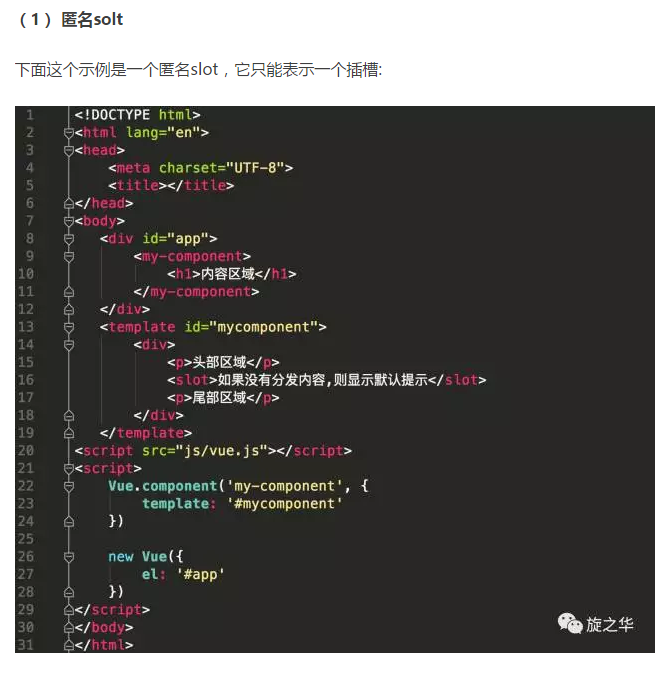 （1）匿名solt
下面这个示例是一个匿名slot，它只能表示一个插槽:
1 <!DOCTYPE html>
2 <html lang="en">
3 <head>
4 <meta charset="UTF-8">
5 <title></title>
6 </head>
7 <body>
8 <div id="app">
9 <my-component>
10 <h1>内容区域</h1>
11 </my-component>
12 </div>
13 <template id="mycomponent">
14 <div>
15 <p>头部区域</p>
16 <slot>如果没有分发内容,则显示默认提示</slot>
17 <p>尾部区域</p>
18 </div>
19 </template>
20 <script src="js/vue.js"></script>
21 <script>
22 Vue.component('my-component', {
23 template: '#mycomponent'
24 })
25
26 new Vue({
27 el: '#app'
28 })
29 </script>
30 </body>
31 </html>
旋之华